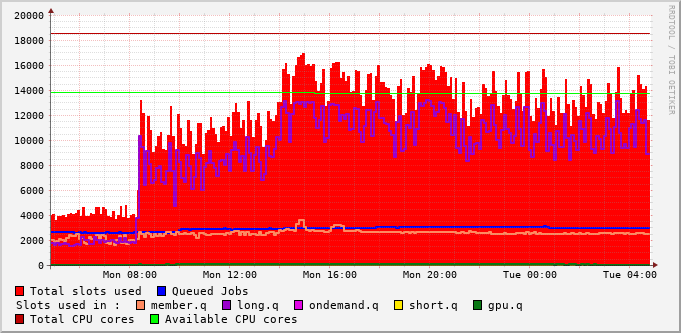 20000
18000
16000
14000
12000
10000
8000
6000
4000
2000
0
Mon 08:00 Mon 12:00 Mon 16:00 Mon 20:00 Tue 00:00 Tue 04:00
RRDTOOL / TOBI OETIKER
Total slots used Queued Jobs
Slots used in : member.q long.q ondemand.q short.q gpu.q
Total CPU cores Available CPU cores